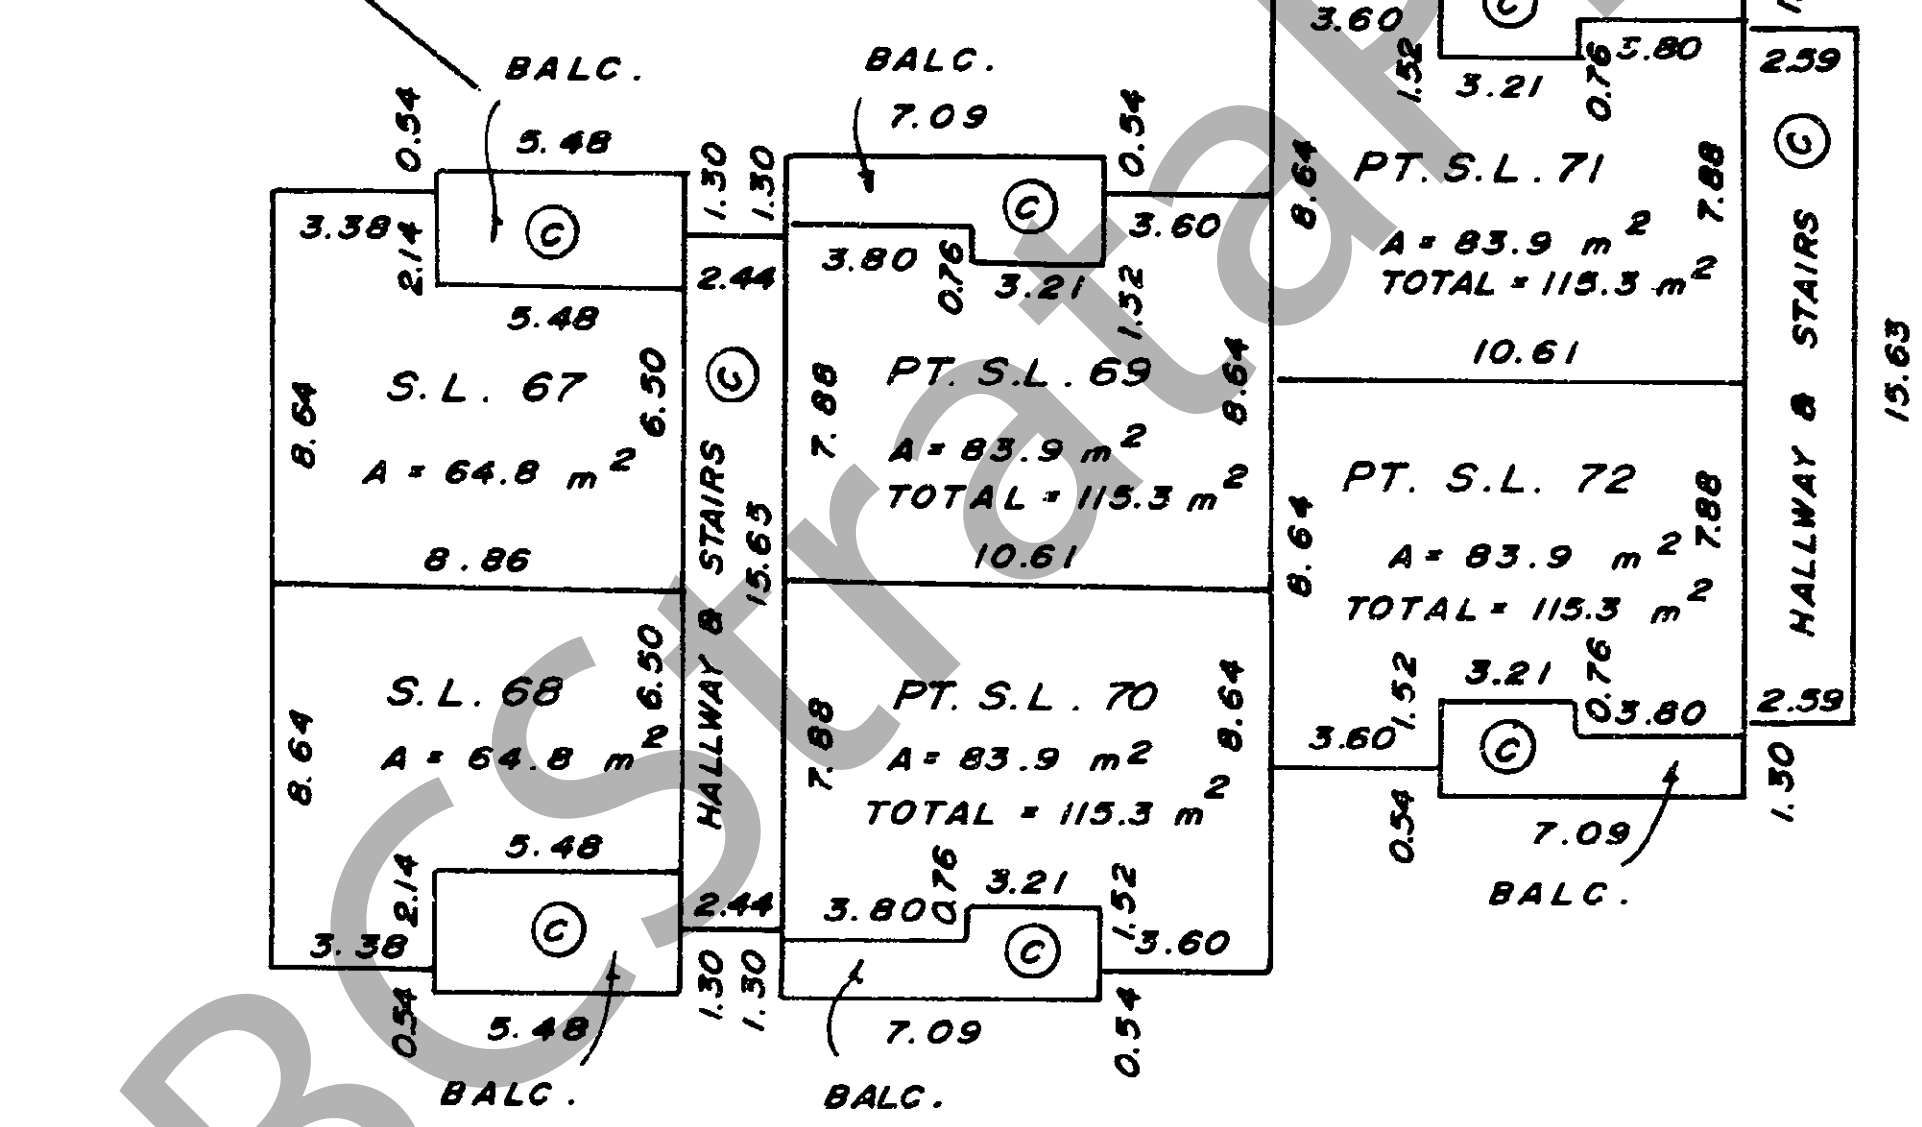 BALC.
0.54
5.48
3.38
2.14
C
5.48
8.64
S.L. 67
6.50
A = 64.8 m²
8.86
S.L. 68
6.50
8.64
A = 64.8 m²
5.48
2.14
3.38
C
0.54
5.48
BALC.
1.30
1.30
2.44
C
HALLWAY & STAIRS
15.63
2.44
1.30
1.30
BALC.
7.09
0.54
C
3.60
3.80
0.76
3.21
1.52
7.88
PT. S.L. 69
8.64
A = 83.9 m²
TOTAL = 115.3 m²
10.61
PT. S.L. 70
8.64
7.88
A = 83.9 m²
TOTAL = 115.3 m²
3.80
0.76
3.21
1.52
C
3.60
7.09
0.54
BALC.
3.60
C
1.52
3.21
0.76
3.80
8.64
PT. S.L. 71
7.88
A = 83.9 m²
TOTAL = 115.3 m²
10.61
PT. S.L. 72
8.64
7.88
A = 83.9 m²
TOTAL = 115.3 m²
3.60
1.52
3.21
0.76
3.80
C
0.54
7.09
1.30
BALC.
2.59
C
HALLWAY & STAIRS
15.63
2.59
BCStrata